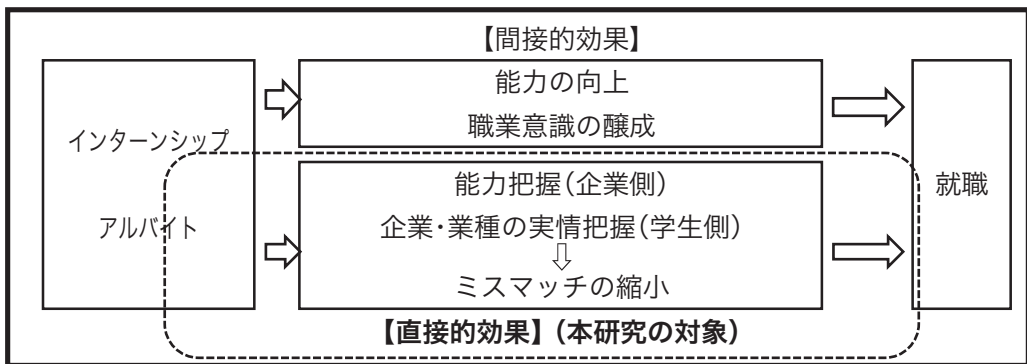 【間接的効果】
インターンシップ
アルバイト
能力の向上
職業意識の醸成
能力把握(企業側)
企業・業種の実情把握(学生側)
ミスマッチの縮小
【直接的効果】(本研究の対象)
就職